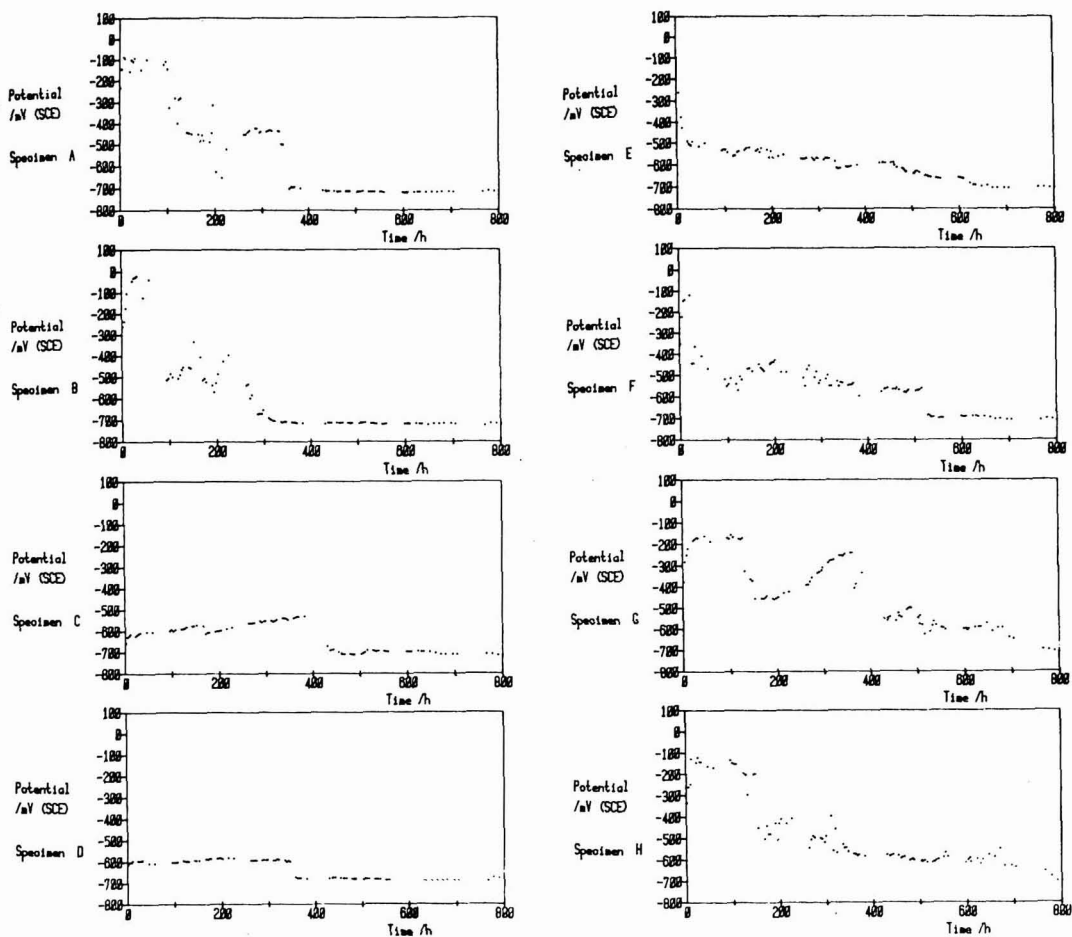 100
0
-100
-200
-300
-400
-500
-600
-700
-800
Potential
/mV (SCE)
Specimen A
0 200 400 600 800
Time /h
100
0
-100
-200
-300
-400
-500
-600
-700
-800
Potential
/mV (SCE)
Specimen E
0 200 400 600 800
Time /h
100
0
-100
-200
-300
-400
-500
-600
-700
-800
Potential
/mV (SCE)
Specimen B
0 200 400 600 800
Time /h
100
0
-100
-200
-300
-400
-500
-600
-700
-800
Potential
/mV (SCE)
Specimen F
0 200 400 600 800
Time /h
100
0
-100
-200
-300
-400
-500
-600
-700
-800
Potential
/mV (SCE)
Specimen C
0 200 400 600 800
Time /h
100
0
-100
-200
-300
-400
-500
-600
-700
-800
Potential
/mV (SCE)
Specimen G
0 200 400 600 800
Time /h
100
0
-100
-200
-300
-400
-500
-600
-700
-800
Potential
/mV (SCE)
Specimen D
0 200 400 600 800
Time /h
100
0
-100
-200
-300
-400
-500
-600
-700
-800
Potential
/mV (SCE)
Specimen H
0 200 400 600 800
Time /h